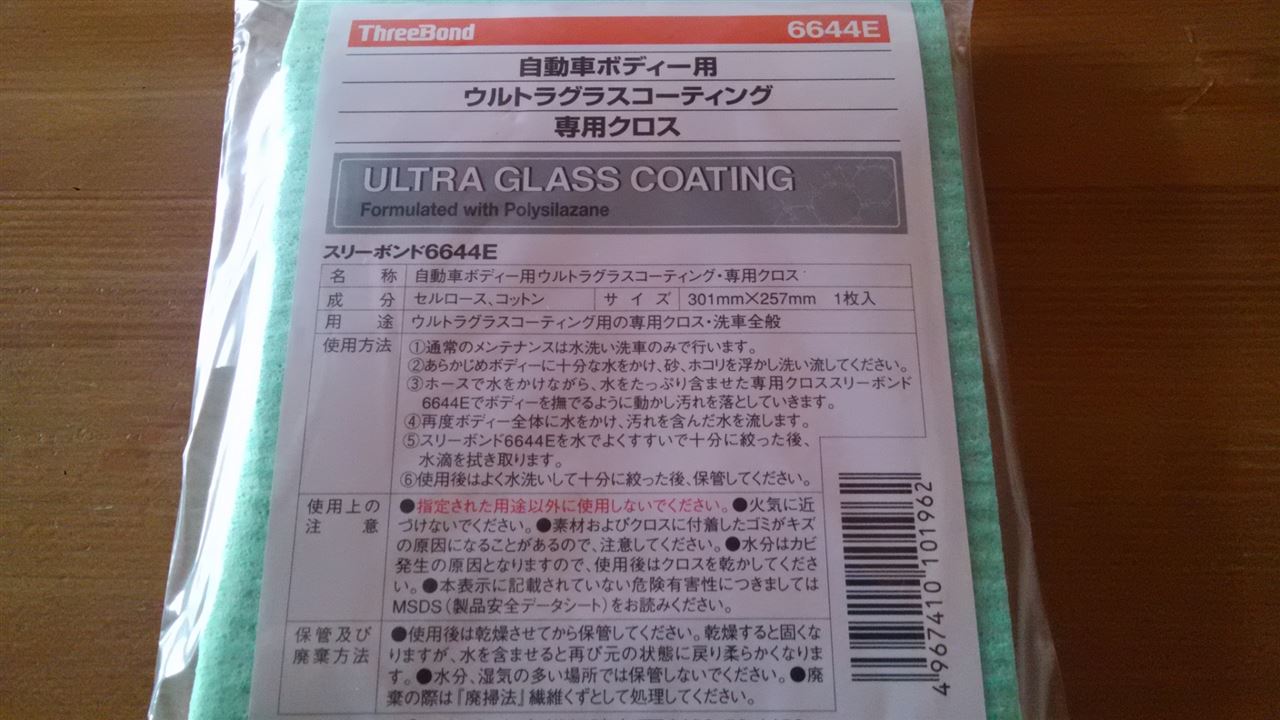 ThreeBond 6644E
自動車ボディー用
ウルトラグラスコーティング
専用クロス
ULTRA GLASS COATING
Formulated with Polysilazane
スリーボンド6644E
名称 自動車ボディー用ウルトラグラスコーティング・専用クロス
成分 セルロース、コットン サイズ 301mm×257mm 1枚入
用途 ウルトラグラスコーティング用の専用クロス・洗車全般
使用方法 ①通常のメンテナンスは水洗い洗車のみで行います。
②あらかじめボディーに十分な水をかけ、砂、ホコリを浮かし洗い流してください。
③ホースで水をかけながら、水をたっぷり含ませた専用クロススリーボンド
6644Eでボディーを撫でるように動かし汚れを落としていきます。
④再度ボディー全体に水をかけ、汚れを含んだ水を流します。
⑤スリーボンド6644Eを水でよくすすいで十分に絞った後、
水滴を拭き取ります。
⑥使用後はよく水洗いして十分に絞った後、保管してください。
使用上の ●指定された用途以外に使用しないでください。●火気に近
注意 づけないでください。●素材およびクロスに付着したゴミがキズ
の原因になることがあるので、注意してください。●水分はカビ
発生の原因となりますので、使用後はクロスを乾かしてくださ
い。●本表示に記載されていない危険有害性につきましては
MSDS(製品安全データシート)をお読みください。
保管及び ●使用後は乾燥させてから保管してください。乾燥すると固くな
廃棄方法 りますが、水を含ませると再び元の状態に戻り柔らかくなりま
す。●水分、湿気の多い場所では保管しないでください。●廃
棄の際は『廃掃法』繊維くずとして処理してください。
4967410101962